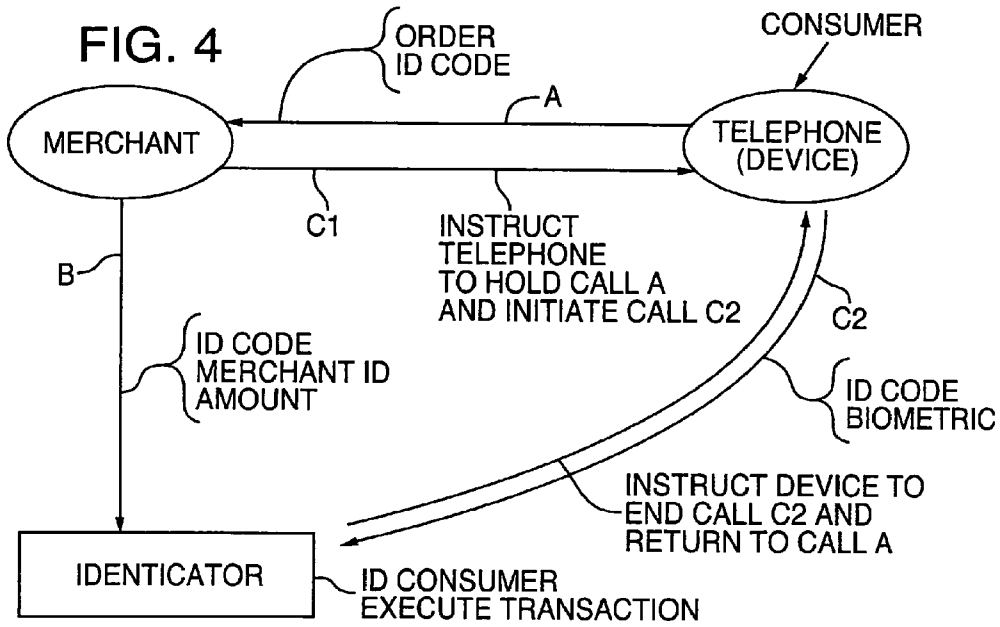 FIG. 4
ORDER
ID CODE
CONSUMER
A
MERCHANT
TELEPHONE
(DEVICE)
C1
INSTRUCT
TELEPHONE
TO HOLD CALL A
AND INITIATE CALL C2
B
C2
ID CODE
MERCHANT ID
AMOUNT
ID CODE
BIOMETRIC
INSTRUCT DEVICE TO
END CALL C2 AND
RETURN TO CALL A
IDENTICATOR
ID CONSUMER
EXECUTE TRANSACTION